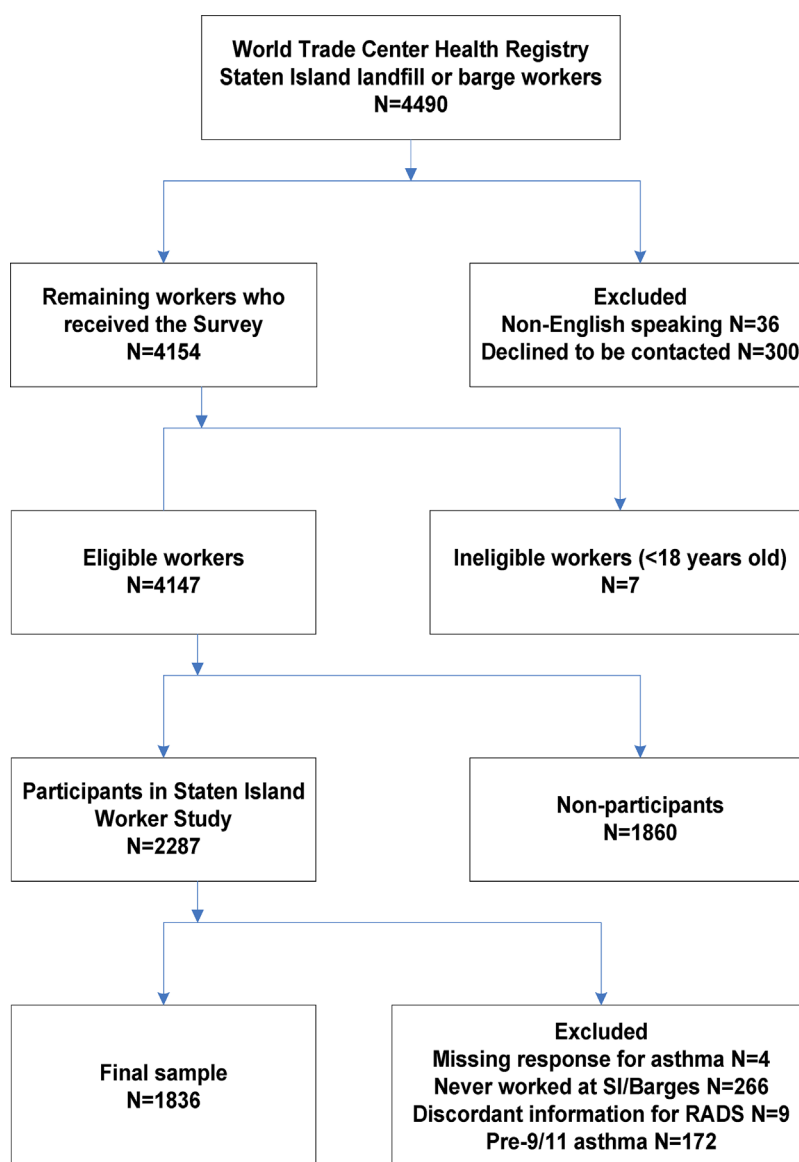 World Trade Center Health Registry
Staten Island landfill or barge workers
N=4490
Remaining workers who
received the Survey
N=4154
Excluded
Non-English speaking N=36
Declined to be contacted N=300
Eligible workers
N=4147
Ineligible workers (<18 years old)
N=7
Participants in Staten Island
Worker Study
N=2287
Non-participants
N=1860
Final sample
N=1836
Excluded
Missing response for asthma N=4
Never worked at SI/Barges N=266
Discordant information for RADS N=9
Pre-9/11 asthma N=172